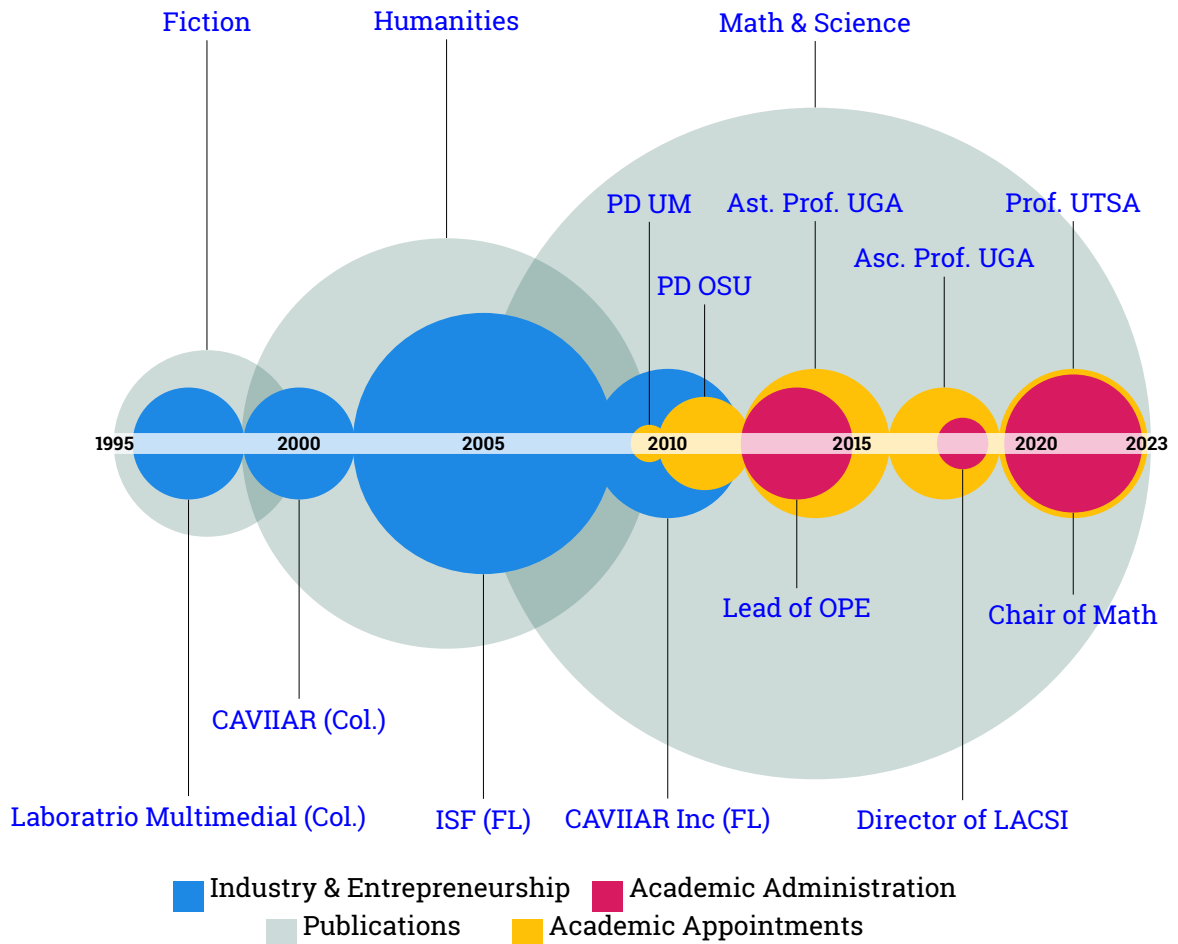 Fiction
Humanities
Math & Science
PD UM
Ast. Prof. UGA
Prof. UTSA
Asc. Prof. UGA
PD OSU
1995 2000 2005 2010 2015 2020 2023
Lead of OPE
Chair of Math
CAVIIAR (Col.)
Laboratrio Multimedial (Col.)
ISF (FL)
CAVIIAR Inc (FL)
Director of LACSI
Industry & Entrepreneurship
Academic Administration
Publications
Academic Appointments